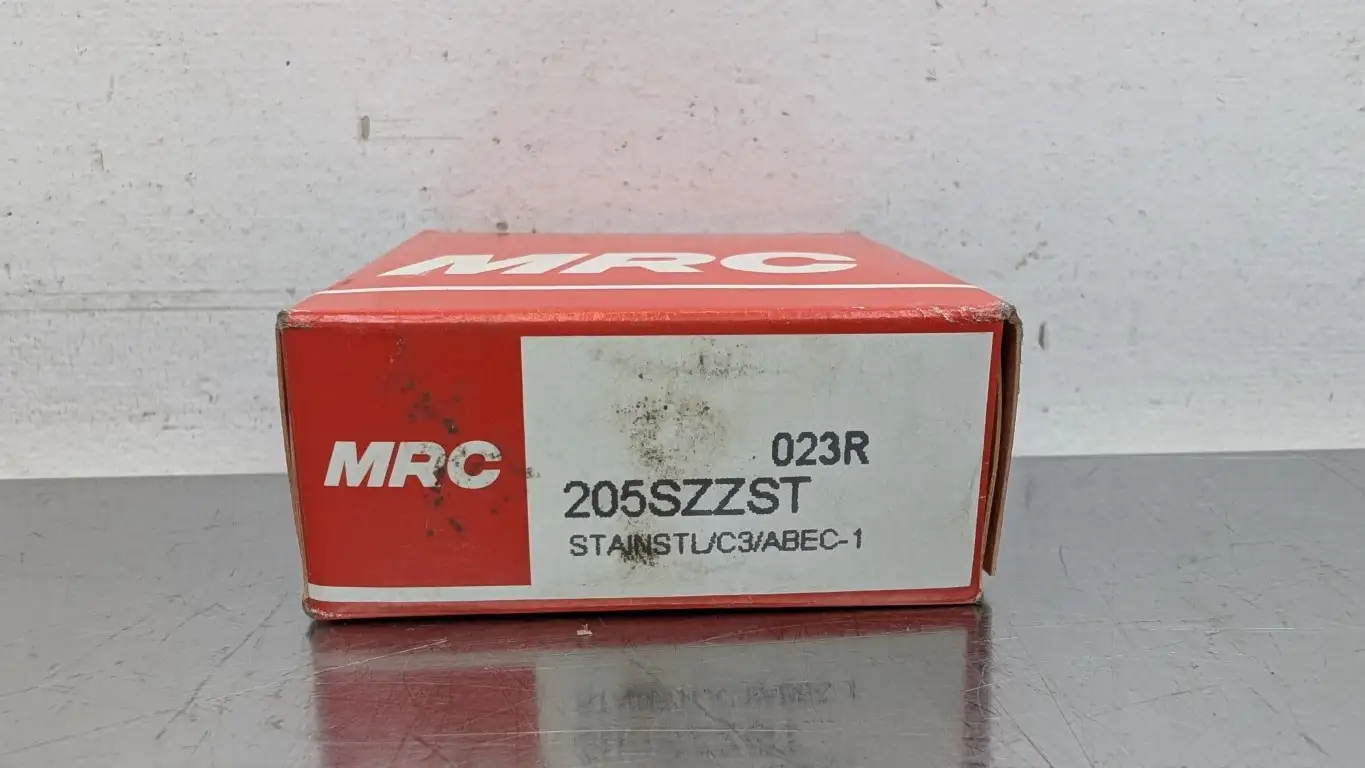 MRC
MRC
023R
205SZZST
STAINSTL/C3/ABEC-1